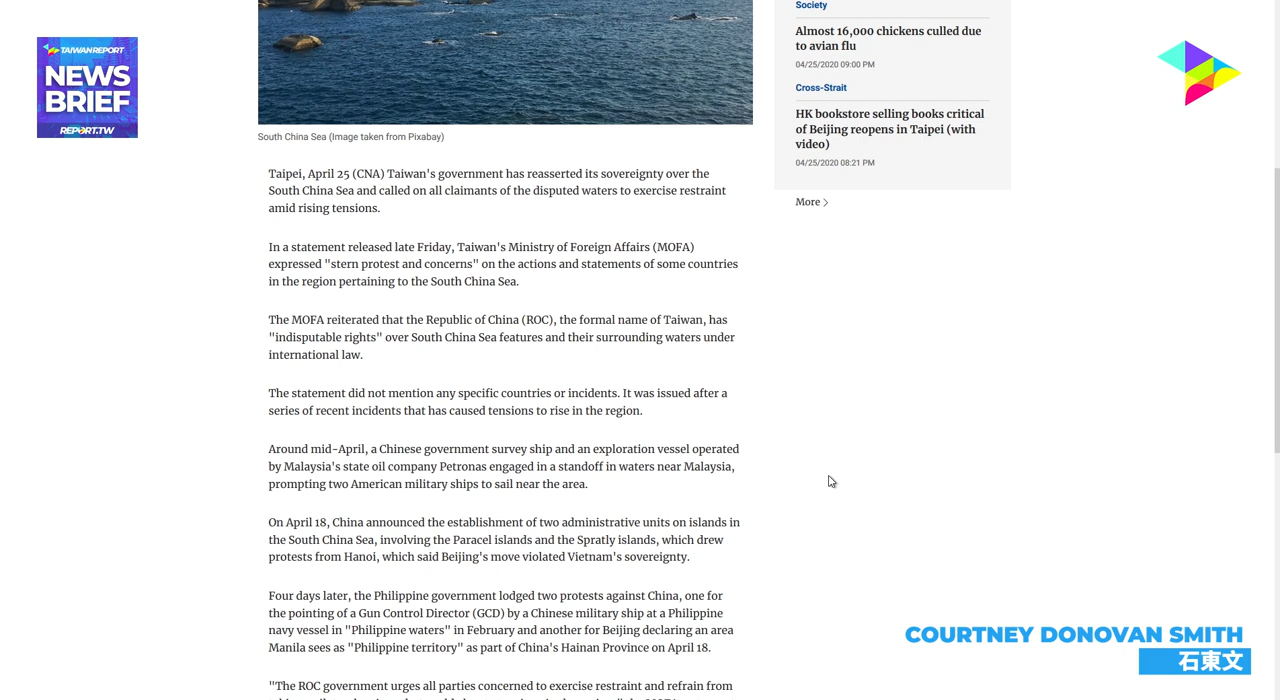 TAIWAN REPORT
NEWS
BRIEF
REPORT.TW
South China Sea (Image taken from Pixabay)
Taipei, April 25 (CNA) Taiwan's government has reasserted its sovereignty over the
South China Sea and called on all claimants of the disputed waters to exercise restraint
amid rising tensions.
In a statement released late Friday, Taiwan's Ministry of Foreign Affairs (MOFA)
expressed "stern protest and concerns" on the actions and statements of some countries
in the region pertaining to the South China Sea.
The MOFA reiterated that the Republic of China (ROC), the formal name of Taiwan, has
"indisputable rights" over South China Sea features and their surrounding waters under
international law.
The statement did not mention any specific countries or incidents. It was issued after a
series of recent incidents that has caused tensions to rise in the region.
Around mid-April, a Chinese government survey ship and an exploration vessel operated
by Malaysia's state oil company Petronas engaged in a standoff in waters near Malaysia,
prompting two American military ships to sail near the area.
On April 18, China announced the establishment of two administrative units on islands in
the South China Sea, involving the Paracel islands and the Spratly islands, which drew
protests from Hanoi, which said Beijing's move violated Vietnam's sovereignty.
Four days later, the Philippine government lodged two protests against China, one for
the pointing of a Gun Control Director (GCD) by a Chinese military ship at a Philippine
navy vessel in "Philippine waters" in February and another for Beijing declaring an area
Manila sees as "Philippine territory" as part of China's Hainan Province on April 18.
"The ROC government urges all parties concerned to exercise restraint and refrain from
Society
Almost 16,000 chickens culled due
to avian flu
04/25/2020 09:00 PM
Cross-Strait
HK bookstore selling books critical
of Beijing reopens in Taipei (with
video)
04/25/2020 08:21 PM
More
COURTNEY DONOVAN SMITH
石東文